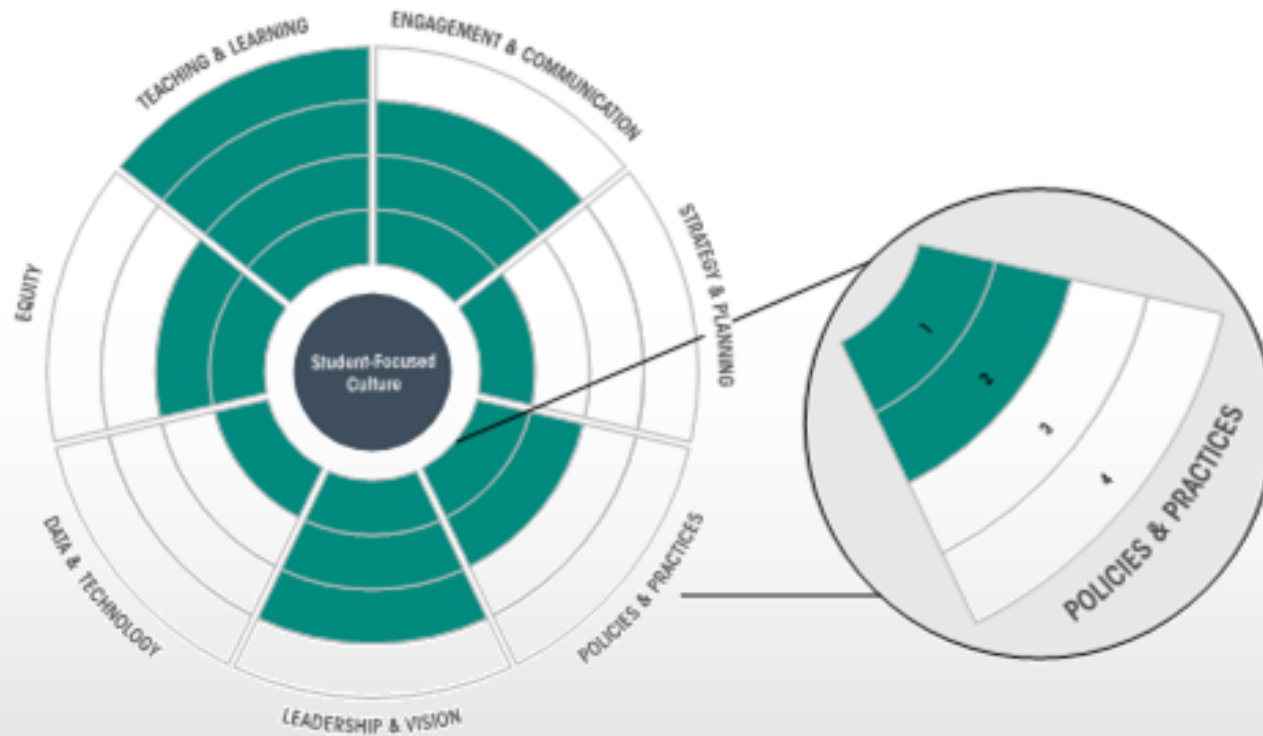 TEACHING & LEARNING
ENGAGEMENT & COMMUNICATION
STRATEGY & PLANNING
EQUITY
Student-Focused
Culture
DATA & TECHNOLOGY
LEADERSHIP & VISION
POLICIES & PRACTICES
1
2
3
4
POLICIES & PRACTICES